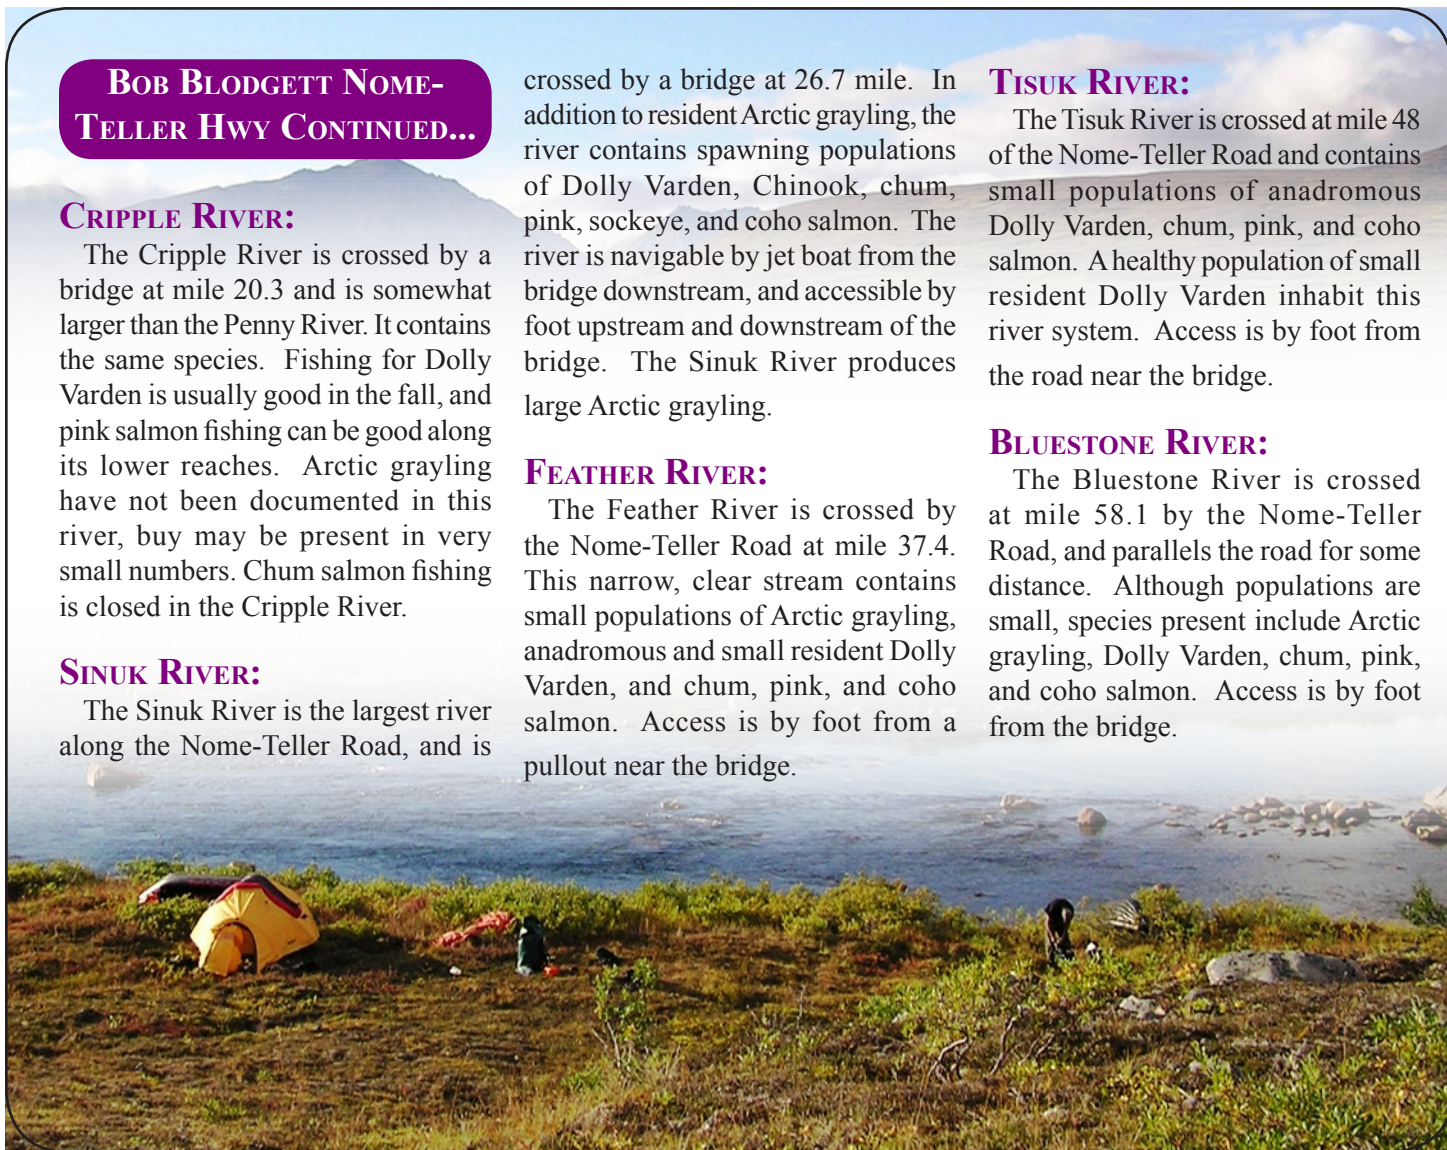 Bob Blodgett Nome-
Teller Hwy Continued...
Cripple River:
The Cripple River is crossed by a
bridge at mile 20.3 and is somewhat
larger than the Penny River. It contains
the same species. Fishing for Dolly
Varden is usually good in the fall, and
pink salmon fishing can be good along
its lower reaches. Arctic grayling
have not been documented in this
river, buy may be present in very
small numbers. Chum salmon fishing
is closed in the Cripple River.
Sinuk River:
The Sinuk River is the largest river
along the Nome-Teller Road, and is
crossed by a bridge at 26.7 mile. In
addition to resident Arctic grayling, the
river contains spawning populations
of Dolly Varden, Chinook, chum,
pink, sockeye, and coho salmon. The
river is navigable by jet boat from the
bridge downstream, and accessible by
foot upstream and downstream of the
bridge. The Sinuk River produces
large Arctic grayling.
Feather River:
The Feather River is crossed by
the Nome-Teller Road at mile 37.4.
This narrow, clear stream contains
small populations of Arctic grayling,
anadromous and small resident Dolly
Varden, and chum, pink, and coho
salmon. Access is by foot from a
pullout near the bridge.
Tisuk River:
The Tisuk River is crossed at mile 48
of the Nome-Teller Road and contains
small populations of anadromous
Dolly Varden, chum, pink, and coho
salmon. A healthy population of small
resident Dolly Varden inhabit this
river system. Access is by foot from
the road near the bridge.
Bluestone River:
The Bluestone River is crossed
at mile 58.1 by the Nome-Teller
Road, and parallels the road for some
distance. Although populations are
small, species present include Arctic
grayling, Dolly Varden, chum, pink,
and coho salmon. Access is by foot
from the bridge.